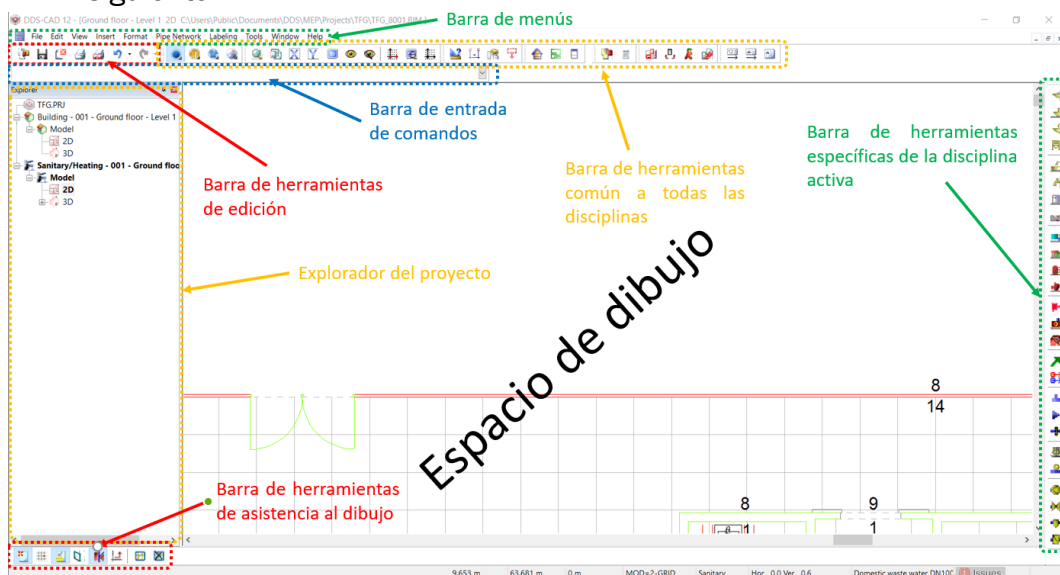 DDS-CAD 12 - [Ground floor - Level 1 2D C:\Users\Public\Documents\DDS\MEP\Projects\TFG\TFG_8001.BIM ]
Barra de menús
File Edit View Insert Format Pipe Network Labeling Tools Window Help
Explorer
TFG.PRJ
Building - 001 - Ground floor - Level 1
Model
2D
3D
Sanitary/Heating - 001 - Ground floo
Model
2D
3D
Barra de entrada
de comandos
Barra de herramientas
de edición
Barra de herramientas
común a todas las
disciplinas
Barra de herramientas
específicas de la disciplina
activa
Explorador del proyecto
Espacio de dibujo
8
14
8
9
1
1
Barra de herramientas
de asistencia al dibujo
9.653 m 63.681 m 0 m MOD=2-GRID Sanitary Hor. 0.0 Ver. 0.6 Domestic waste water DN100 Issues